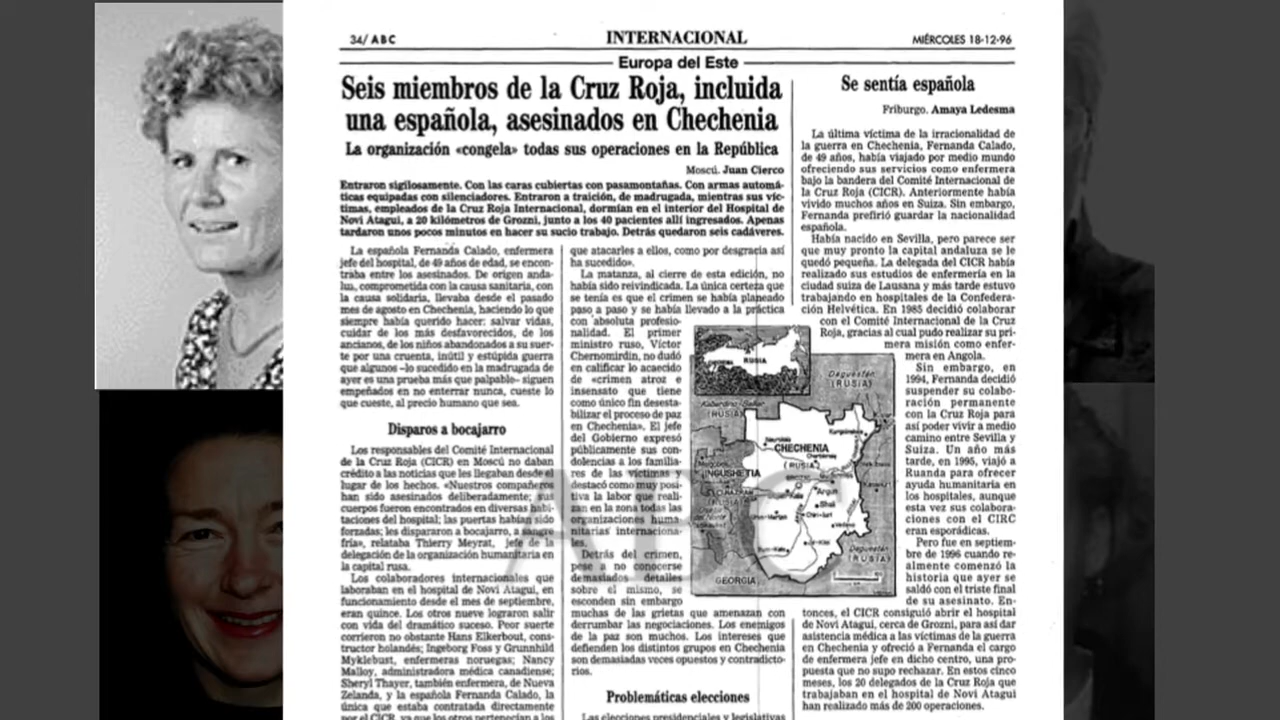 34/ A B C
INTERNACIONAL
MIÉRCOLES 18-12-96
Europa del Este
Seis miembros de la Cruz Roja, incluida
una española, asesinados en Chechenia
La organización «congela» todas sus operaciones en la República
Moscú. Juan Cierco
Entraron sigilosamente. Con las caras cubiertas con pasamontañas. Con armas automá-
ticas equipadas con silenciadores. Entraron a traición, de madrugada, mientras sus víc-
timas, empleados de la Cruz Roja Internacional, dormían en el interior del Hospital de
Novi Atagui, a 20 kilómetros de Grozni, junto a los 40 pacientes allí ingresados. Apenas
tardaron unos pocos minutos en hacer su sucio trabajo. Detrás quedaron seis cadáveres.
La española Fernanda Calado, enfermera
jefe del hospital, de 49 años de edad, se encon-
traba entre los asesinados. De origen anda-
luz, comprometida con la causa sanitaria, con
la causa solidaria, llevaba desde el pasado
mes de agosto en Chechenia, haciendo lo que
siempre había querido hacer: salvar vidas,
cuidar de los más desfavorecidos, de los
ancianos, de los niños abandonados a su suer-
te por una cruenta, inútil y estúpida guerra
que algunos –lo sucedido en la madrugada de
ayer es una prueba más que palpable– siguen
empeñados en no enterrar nunca, cueste lo
que cueste, al precio humano que sea.
Disparos a bocajarro
Los responsables del Comité Internacional
de la Cruz Roja (CICR) en Moscú no daban
crédito a las noticias que les llegaban desde el
lugar de los hechos. «Nuestros compañeros
han sido asesinados deliberadamente; sus
cuerpos fueron encontrados en diversas habi-
taciones del hospital; las puertas habían sido
forzadas; les dispararon a bocajarro, a sangre
fría», relataba Thierry Meyrat, jefe de la
delegación de la organización humanitaria en
la capital rusa.
Los colaboradores internacionales que
laboraban en el hospital de Novi Atagui, en
funcionamiento desde el mes de septiembre,
eran quince. Los otros nueve lograron salir
con vida del dramático suceso. Peor suerte
corrieron no obstante Hans Elkerbout, cons-
tructor holandés; Ingeborg Foss y Grunnhild
Myklebust, enfermeras noruegas; Nancy
Malloy, administradora médica canadiense;
Sheryl Thayer, también enfermera, de Nueva
Zelanda, y la española Fernanda Calado, la
única que estaba contratada directamente
por el CICR, ya que los otros pertenecían a los
que atacarles a ellos, como por desgracia así
ha sucedido».
La matanza, al cierre de esta edición, no
había sido reivindicada. La única certeza que
se tenía es que el crimen se había planeado
paso a paso y se había llevado a la práctica
con absoluta profesio-
nalidad. El primer
ministro ruso, Víctor
Chernomirdin, no dudó
en calificar lo acaecido
de «crimen atroz e
insensato que tiene
como único fin desesta-
bilizar el proceso de paz
en Chechenia». El jefe
del Gobierno expresó
públicamente sus con-
dolencias a los familia-
res de las víctimas y
destacó como muy posi-
tiva la labor que reali-
zan en la zona todas las
organizaciones huma-
nitarias internaciona-
les.
Detrás del crimen,
pese a no conocerse
demasiados detalles
sobre el mismo, se
esconden sin embargo
muchas de las grietas que amenazan con
derrumbar las negociaciones. Los enemigos
de la paz son muchos. Los intereses que
defienden los distintos grupos en Chechenia
son demasiadas veces opuestos y contradicto-
rios.
Problemáticas elecciones
Las elecciones presidenciales y legislativas
RUSIA
Daguestán
(RUSIA)
(RUSIA)
CHECHENIA
(RUSIA)
INGUSHETIA
Argun
Shali
Daguestán
(RUSIA)
GEORGIA
ABC
Se sentía española
Friburgo. Amaya Ledesma
La última víctima de la irracionalidad de
la guerra en Chechenia, Fernanda Calado,
de 49 años, había viajado por medio mundo
ofreciendo sus servicios como enfermera
bajo la bandera del Comité Internacional de
la Cruz Roja (CICR). Anteriormente había
vivido muchos años en Suiza. Sin embargo,
Fernanda prefirió guardar la nacionalidad
española.
Había nacido en Sevilla, pero parece ser
que muy pronto la capital andaluza se le
quedó pequeña. La delegada del CICR había
realizado sus estudios de enfermería en la
ciudad suiza de Lausana y más tarde estuvo
trabajando en hospitales de la Confedera-
ción Helvética. En 1985 decidió colaborar
con el Comité Internacional de la Cruz
Roja, gracias al cual pudo realizar su pri-
mera misión como enfer-
mera en Angola.
Sin embargo, en
1994, Fernanda decidió
suspender su colabo-
ración permanente
con la Cruz Roja para
así poder vivir a medio
camino entre Sevilla y
Suiza. Un año más
tarde, en 1995, viajó a
Ruanda para ofrecer
ayuda humanitaria en
los hospitales, aunque
esta vez sus colabora-
ciones con el CIRC
eran esporádicas.
Pero fue en septiem-
bre de 1996 cuando re-
almente comenzó la
historia que ayer se
saldó con el triste final
de su asesinato. En-
tonces, el CICR consiguió abrir el hospital
de Novi Atagui, cerca de Grozni, para así dar
asistencia médica a las víctimas de la guerra
en Chechenia y ofreció a Fernanda el cargo
de enfermera jefe en dicho centro, una pro-
puesta que no supo rechazar. En estos cinco
meses, los 20 delegados de la Cruz Roja que
trabajaban en el hospital de Novi Atagui
han realizado más de 200 operaciones.